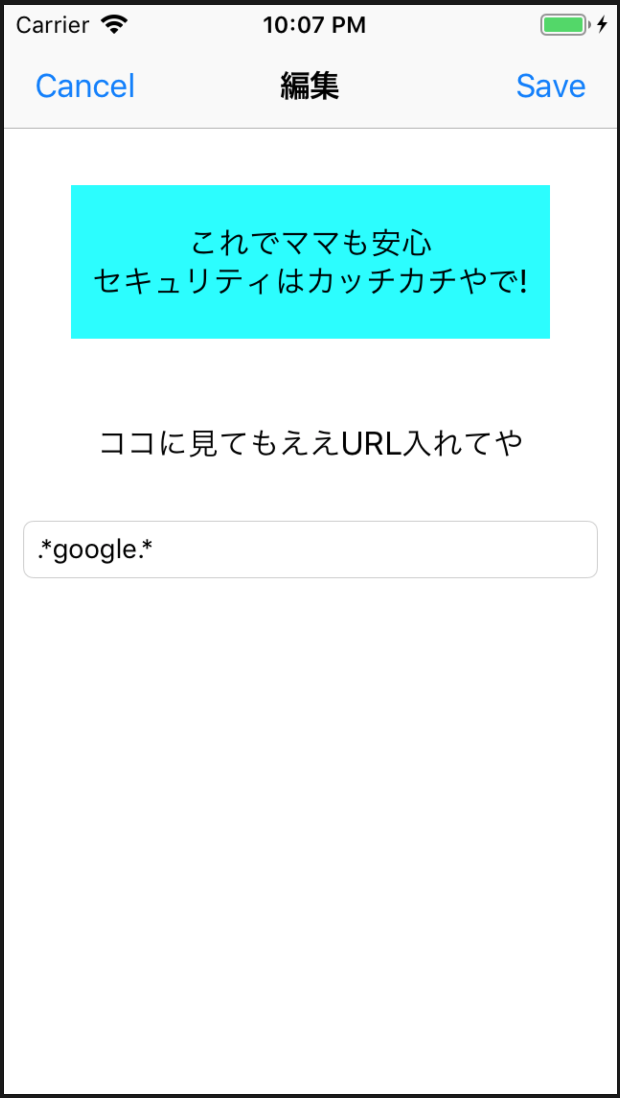 Carrier 10:07 PM
Cancel 編集 Save
これでママも安心
セキュリティはカッチカチやで!
ココに見てもええURL入れてや
.*google.*